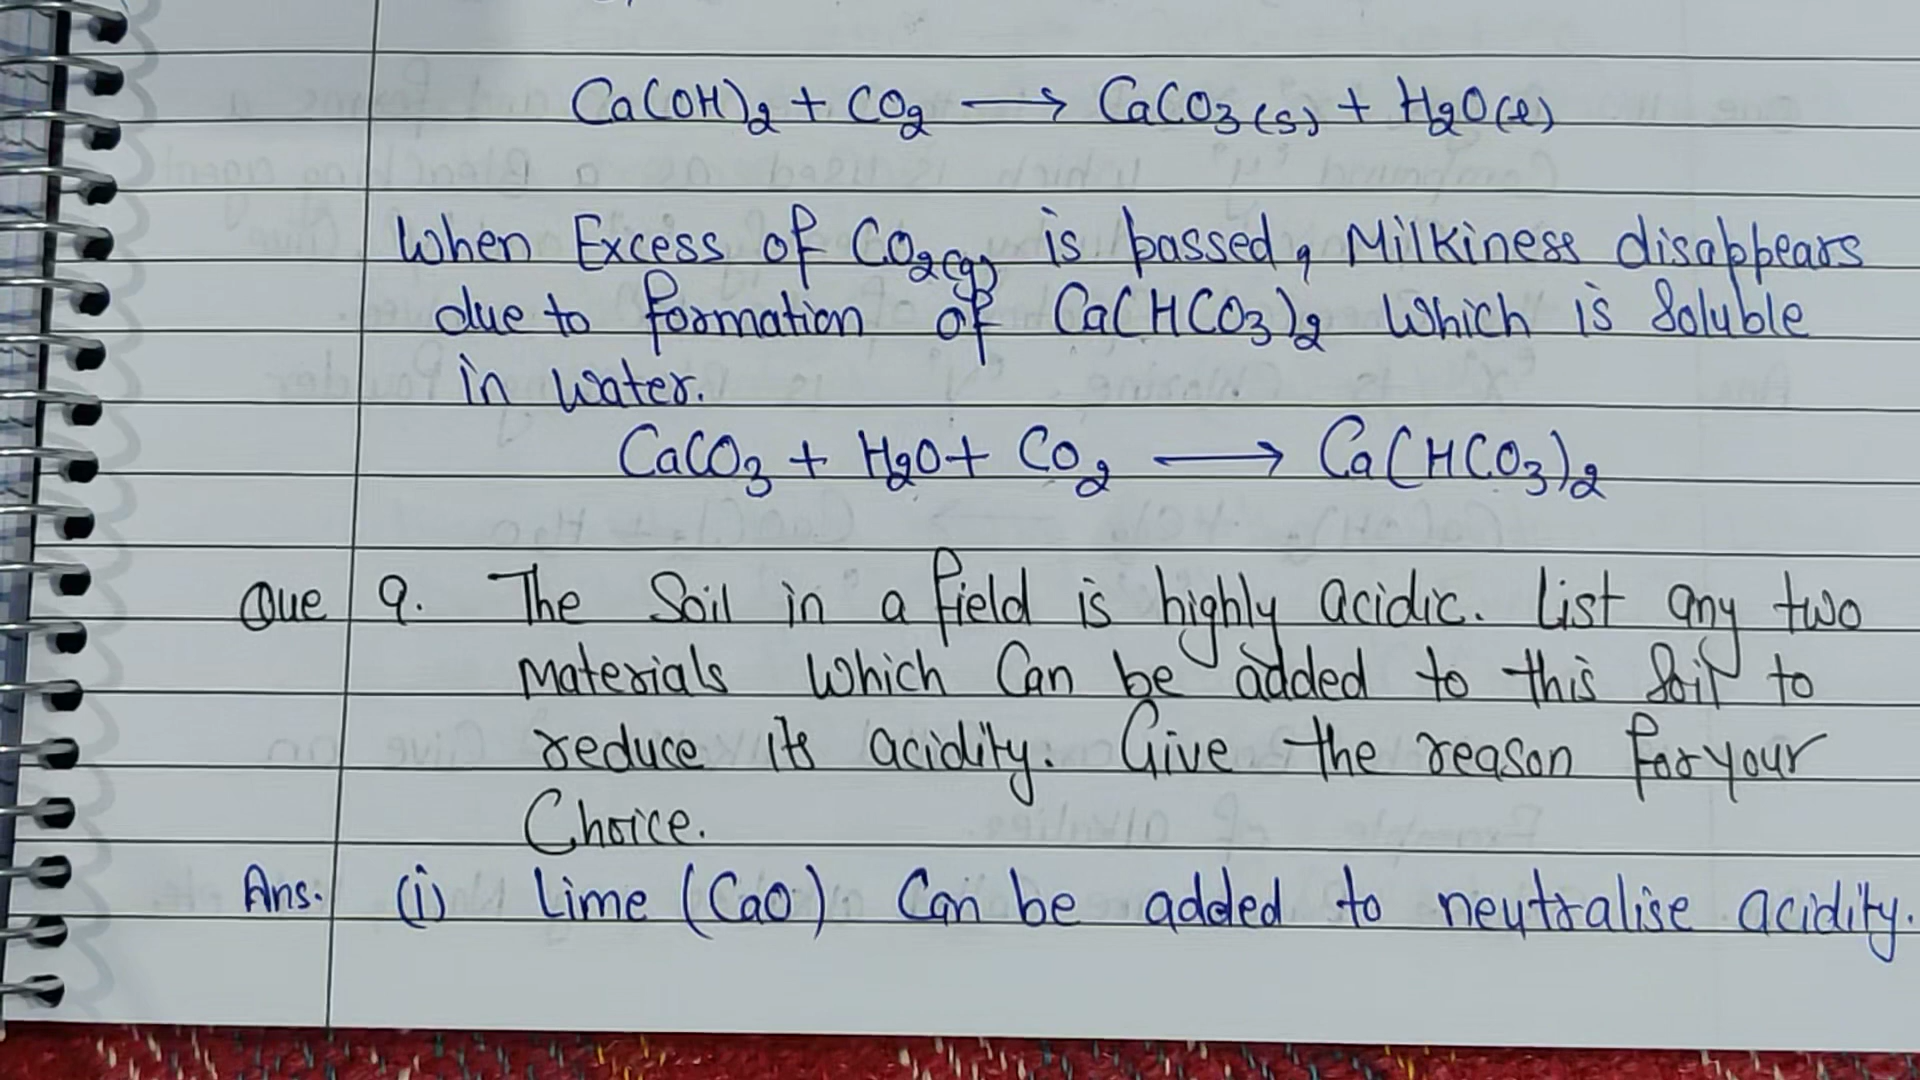 Ca(OH)₂ + CO₂ ⟶ CaCO₃(s) + H₂O(l)
When Excess of CO₂(g) is passed, Milkiness disappears
due to formation of Ca(HCO₃)₂ which is Soluble
in water.
CaCO₃ + H₂O + CO₂ ⟶ Ca(HCO₃)₂
Que 9. The Soil in a field is highly acidic. List any two
Materials which Can be added to this Soil to
reduce its acidity. Give the reason for your
Choice.
Ans: (i) Lime (CaO) Can be added to neutralise acidity.